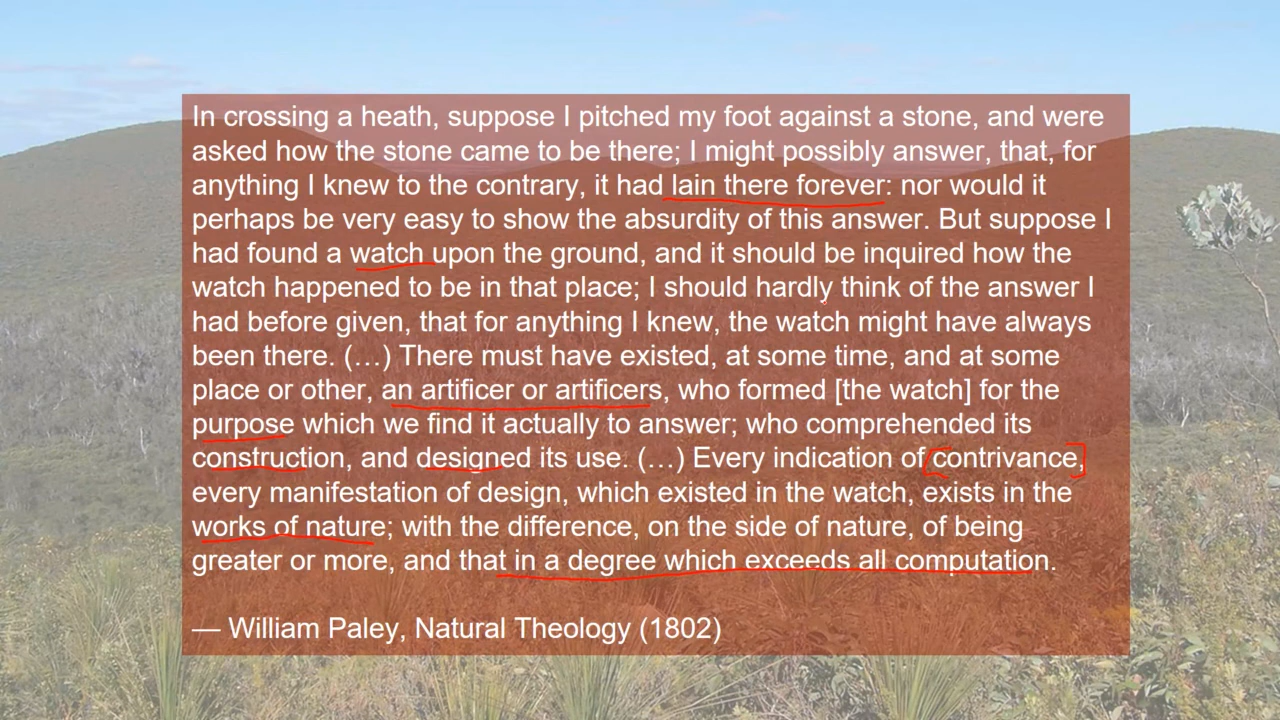 In crossing a heath, suppose I pitched my foot against a stone, and were
asked how the stone came to be there; I might possibly answer, that, for
anything I knew to the contrary, it had lain there forever: nor would it
perhaps be very easy to show the absurdity of this answer. But suppose I
had found a watch upon the ground, and it should be inquired how the
watch happened to be in that place; I should hardly think of the answer I
had before given, that for anything I knew, the watch might have always
been there. (…) There must have existed, at some time, and at some
place or other, an artificer or artificers, who formed [the watch] for the
purpose which we find it actually to answer; who comprehended its
construction, and designed its use. (…) Every indication of contrivance,
every manifestation of design, which existed in the watch, exists in the
works of nature; with the difference, on the side of nature, of being
greater or more, and that in a degree which exceeds all computation.
— William Paley, Natural Theology (1802)